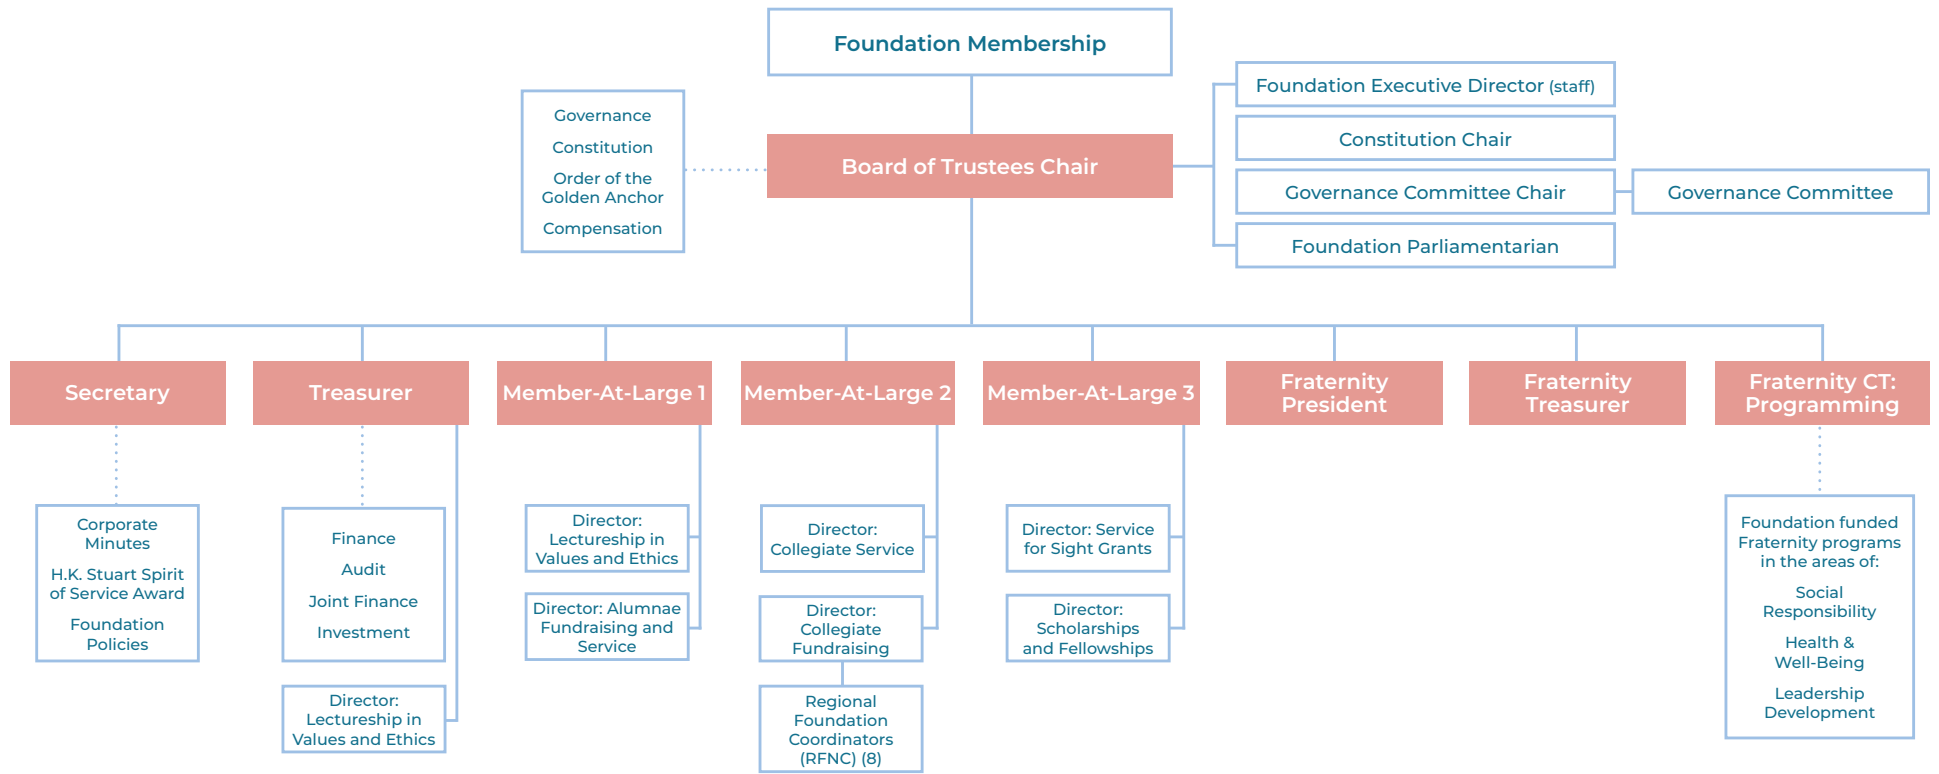 Foundation Membership
Governance
Constitution
Order of the
Golden Anchor
Compensation
Board of Trustees Chair
Foundation Executive Director (staff)
Constitution Chair
Governance Committee Chair
Governance Committee
Foundation Parliamentarian
Secretary
Treasurer
Member-At-Large 1
Member-At-Large 2
Member-At-Large 3
Fraternity
President
Fraternity
Treasurer
Fraternity CT:
Programming
Corporate
Minutes
H.K. Stuart Spirit
of Service Award
Foundation
Policies
Finance
Audit
Joint Finance
Investment
Director:
Lectureship in
Values and Ethics
Director:
Lectureship in
Values and Ethics
Director: Alumnae
Fundraising and
Service
Director:
Collegiate Service
Director:
Collegiate
Fundraising
Regional
Foundation
Coordinators
(RFNC) (8)
Director: Service
for Sight Grants
Director:
Scholarships
and Fellowships
Foundation funded
Fraternity programs
in the areas of:
Social
Responsibility
Health &
Well-Being
Leadership
Development